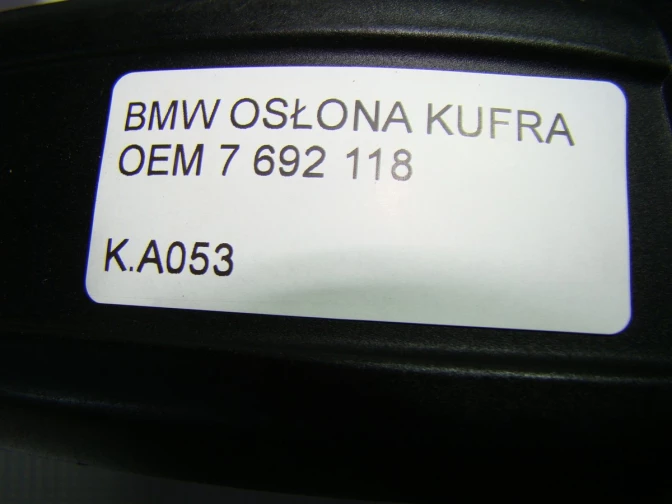 BMW OSŁONA KUFRA
OEM 7 692 118
K.A053